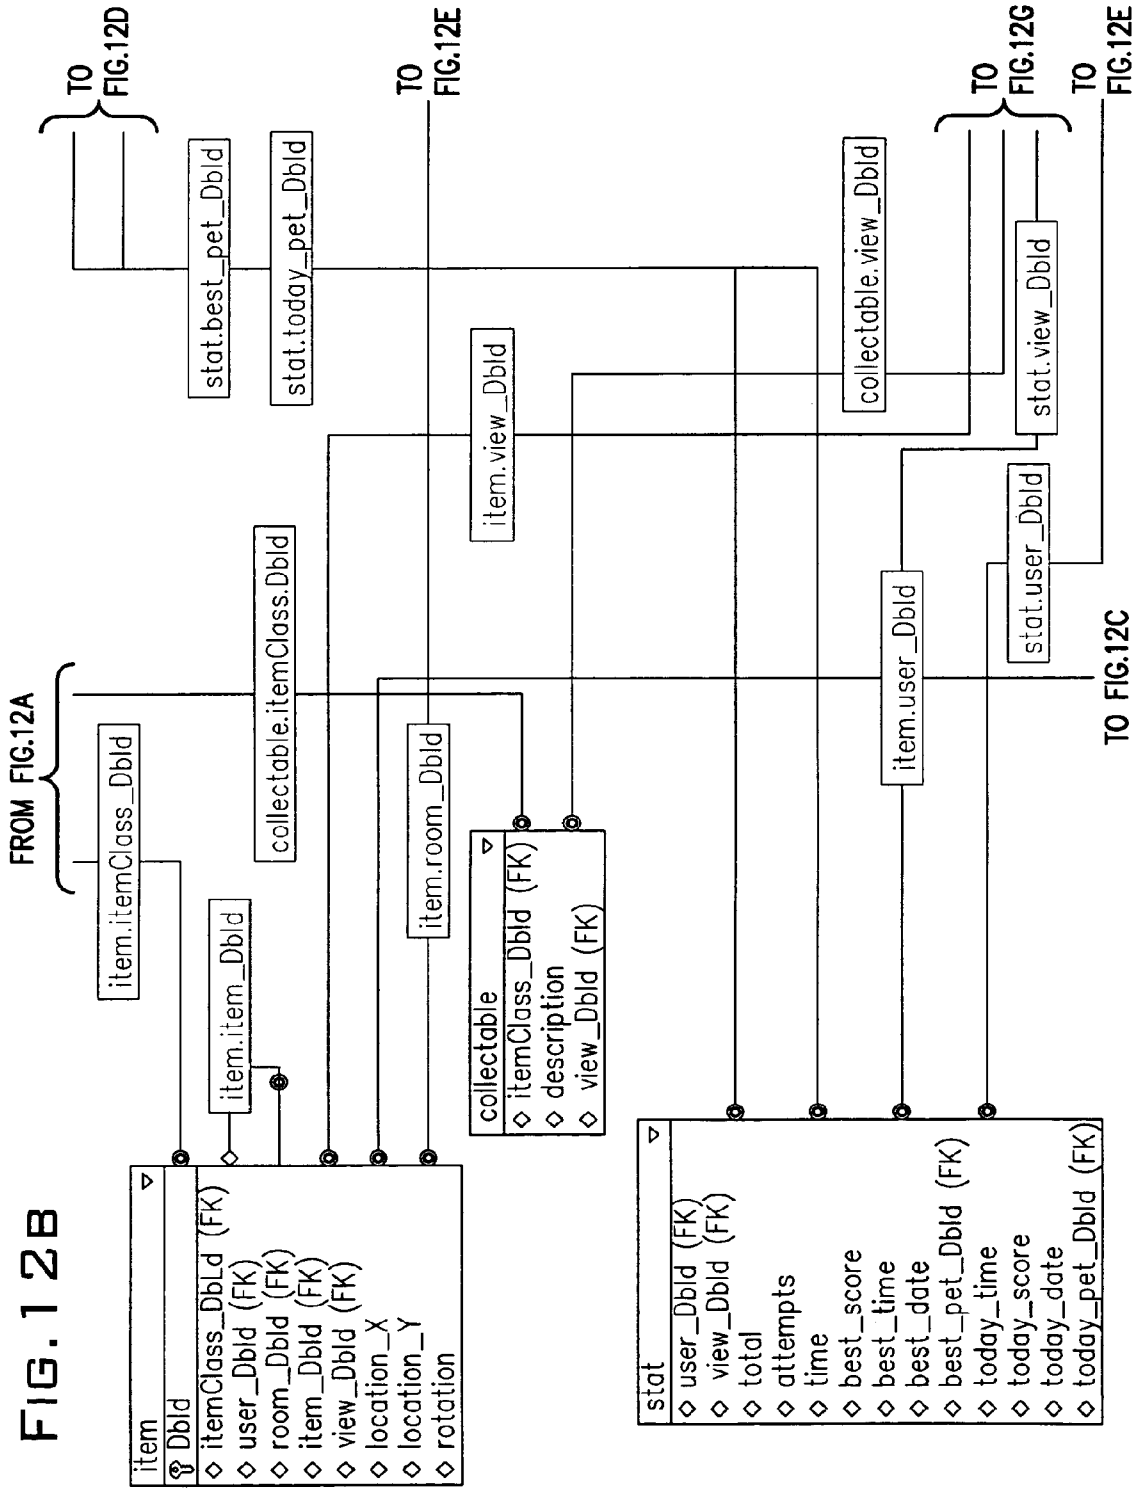 FIG.12B
FROM FIG.12A
item.itemClass_DbId
collectable.itemClass.DbId
item.item_DbId
item.room_DbId
item.view_DbId
stat.best_pet_DbId
stat.today_pet_DbId
TO
FIG.12D
TO
FIG.12E
item
DbId
itemClass_DbLd (FK)
user_DbId (FK)
room_DbId (FK)
item_DbId (FK)
view_DbId (FK)
location_X
location_Y
rotation
collectable
itemClass_DbId (FK)
description
view_DbId (FK)
stat
user_DbId (FK)
view_DbId (FK)
total
attempts
time
best_score
best_time
best_date
best_pet_DbId (FK)
today_time
today_score
today_date
today_pet_DbId (FK)
collectable.view_DbId
item.user_DbId
stat.view_DbId
stat.user_DbId
TO
FIG.12G
TO
FIG.12E
TO FIG.12C